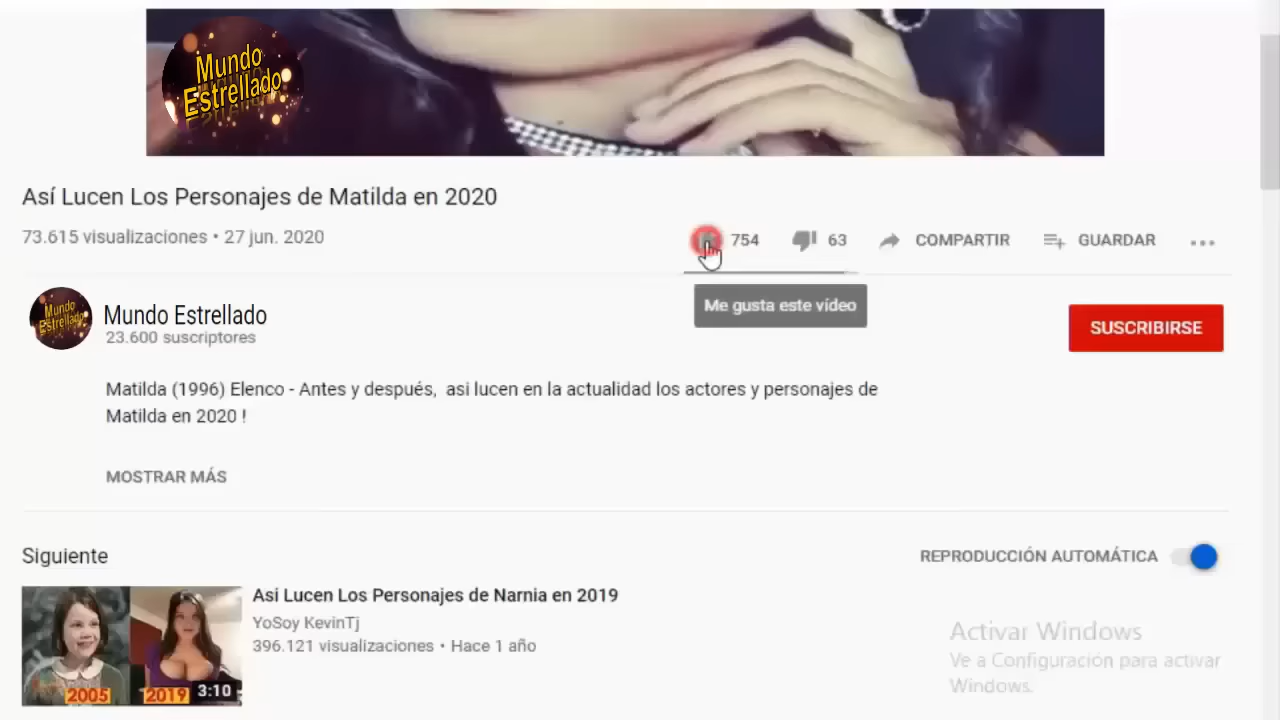 Mundo
Estrellado
Así Lucen Los Personajes de Matilda en 2020
73.615 visualizaciones • 27 jun. 2020
754
63
COMPARTIR
GUARDAR
Me gusta este vídeo
Mundo
Estrellado
Mundo Estrellado
23.600 suscriptores
SUSCRIBIRSE
Matilda (1996) Elenco - Antes y después, asi lucen en la actualidad los actores y personajes de
Matilda en 2020 !
MOSTRAR MÁS
Siguiente
REPRODUCCIÓN AUTOMÁTICA
Asi Lucen Los Personajes de Narnia en 2019
YoSoy KevinTj
396.121 visualizaciones • Hace 1 año
2005
2019
3:10
Activar Windows
Ve a Configuración para activar
Windows.